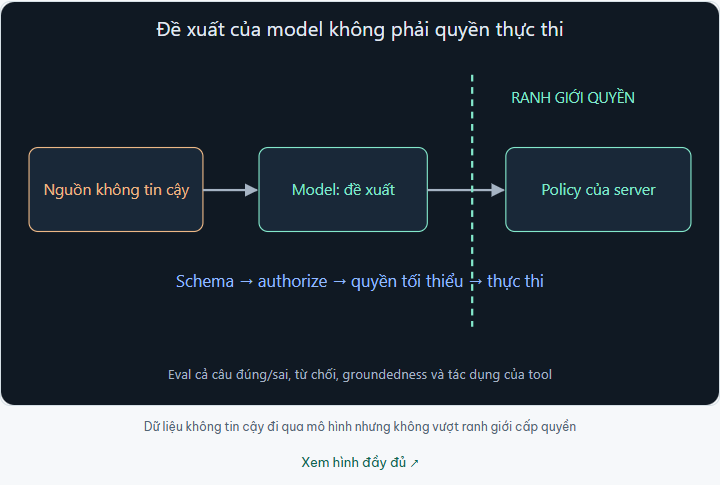 Đề xuất của model không phải quyền thực thi
RANH GIỚI QUYỀN
Nguồn không tin cậy
Model: đề xuất
Policy của server
Schema → authorize → quyền tối thiểu → thực thi
Eval cả câu đúng/sai, từ chối, groundedness và tác dụng của tool
Dữ liệu không tin cậy đi qua mô hình nhưng không vượt ranh giới cấp quyền
Xem hình đầy đủ ↗